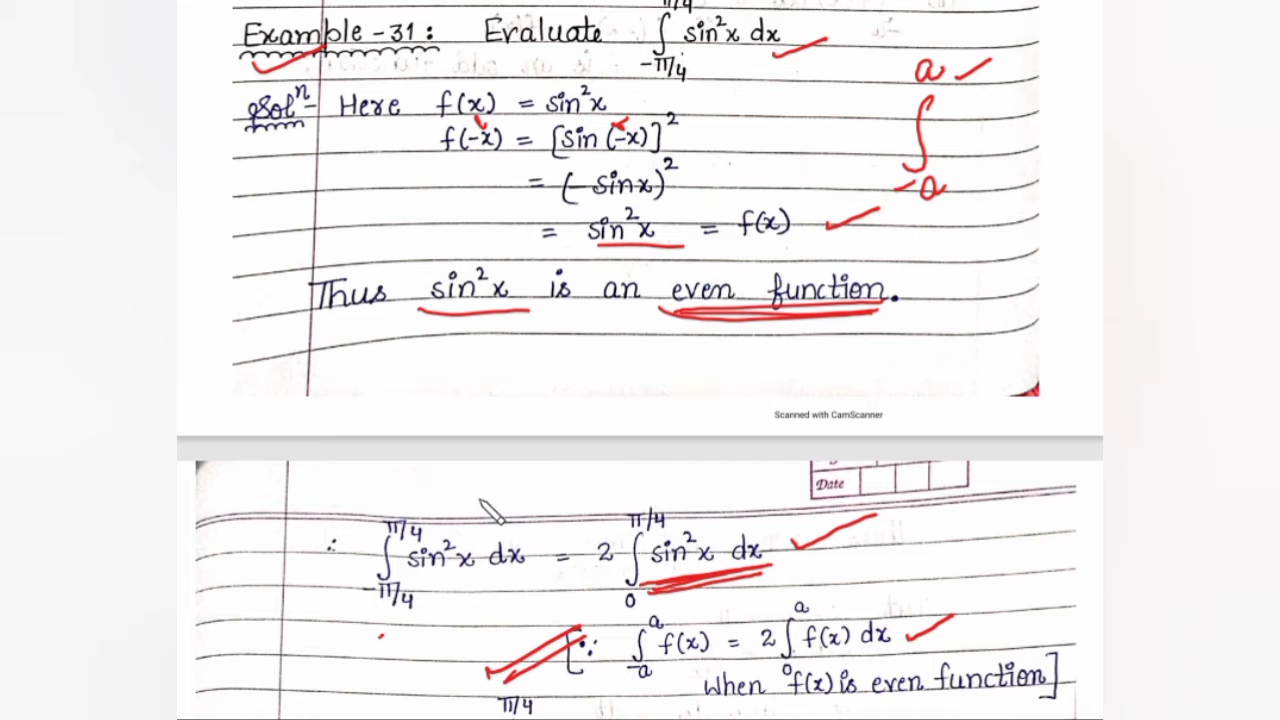 π/4
Example-31: Evaluate ∫ sin²x dx
-π/4
a
Solⁿ- Here f(x) = sin²x
f(-x) = [sin(-x)]²
∫
= (-sinx)²
-a
= sin²x = f(x)
Thus sin²x is an even function.
Scanned with CamScanner
Date
π/4 π/4
∴ ∫ sin²x dx = 2 ∫ sin²x dx
-π/4 0
a a
[∵ ∫ f(x) = 2 ∫ f(x) dx
-a 0
when f(x) is even function]
π/4